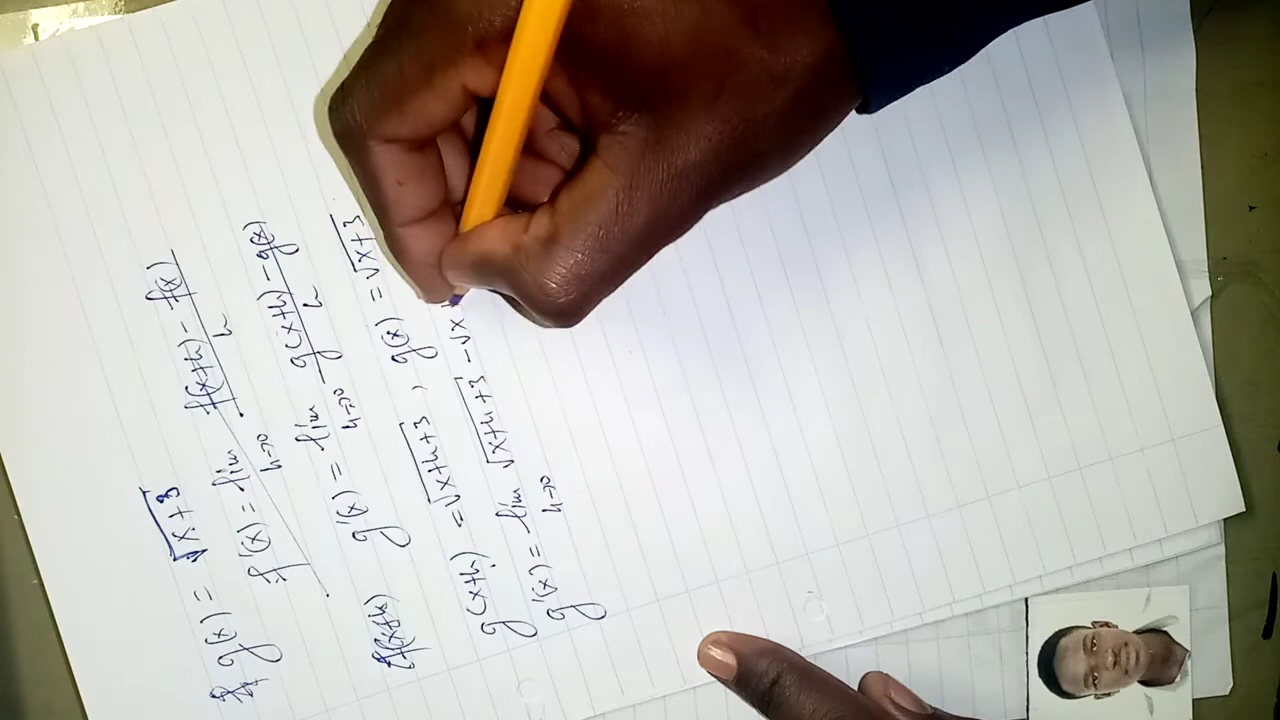 g(x) = √x+3
f'(x) = lim h→0 f(x+h) - f(x) / h
g'(x) = lim h→0 g(x+h) - g(x) / h
f(x+h)
g(x+h) = √x+h+3 , g(x) = √x+3
g'(x) = lim h→0 √x+h+3 - √x